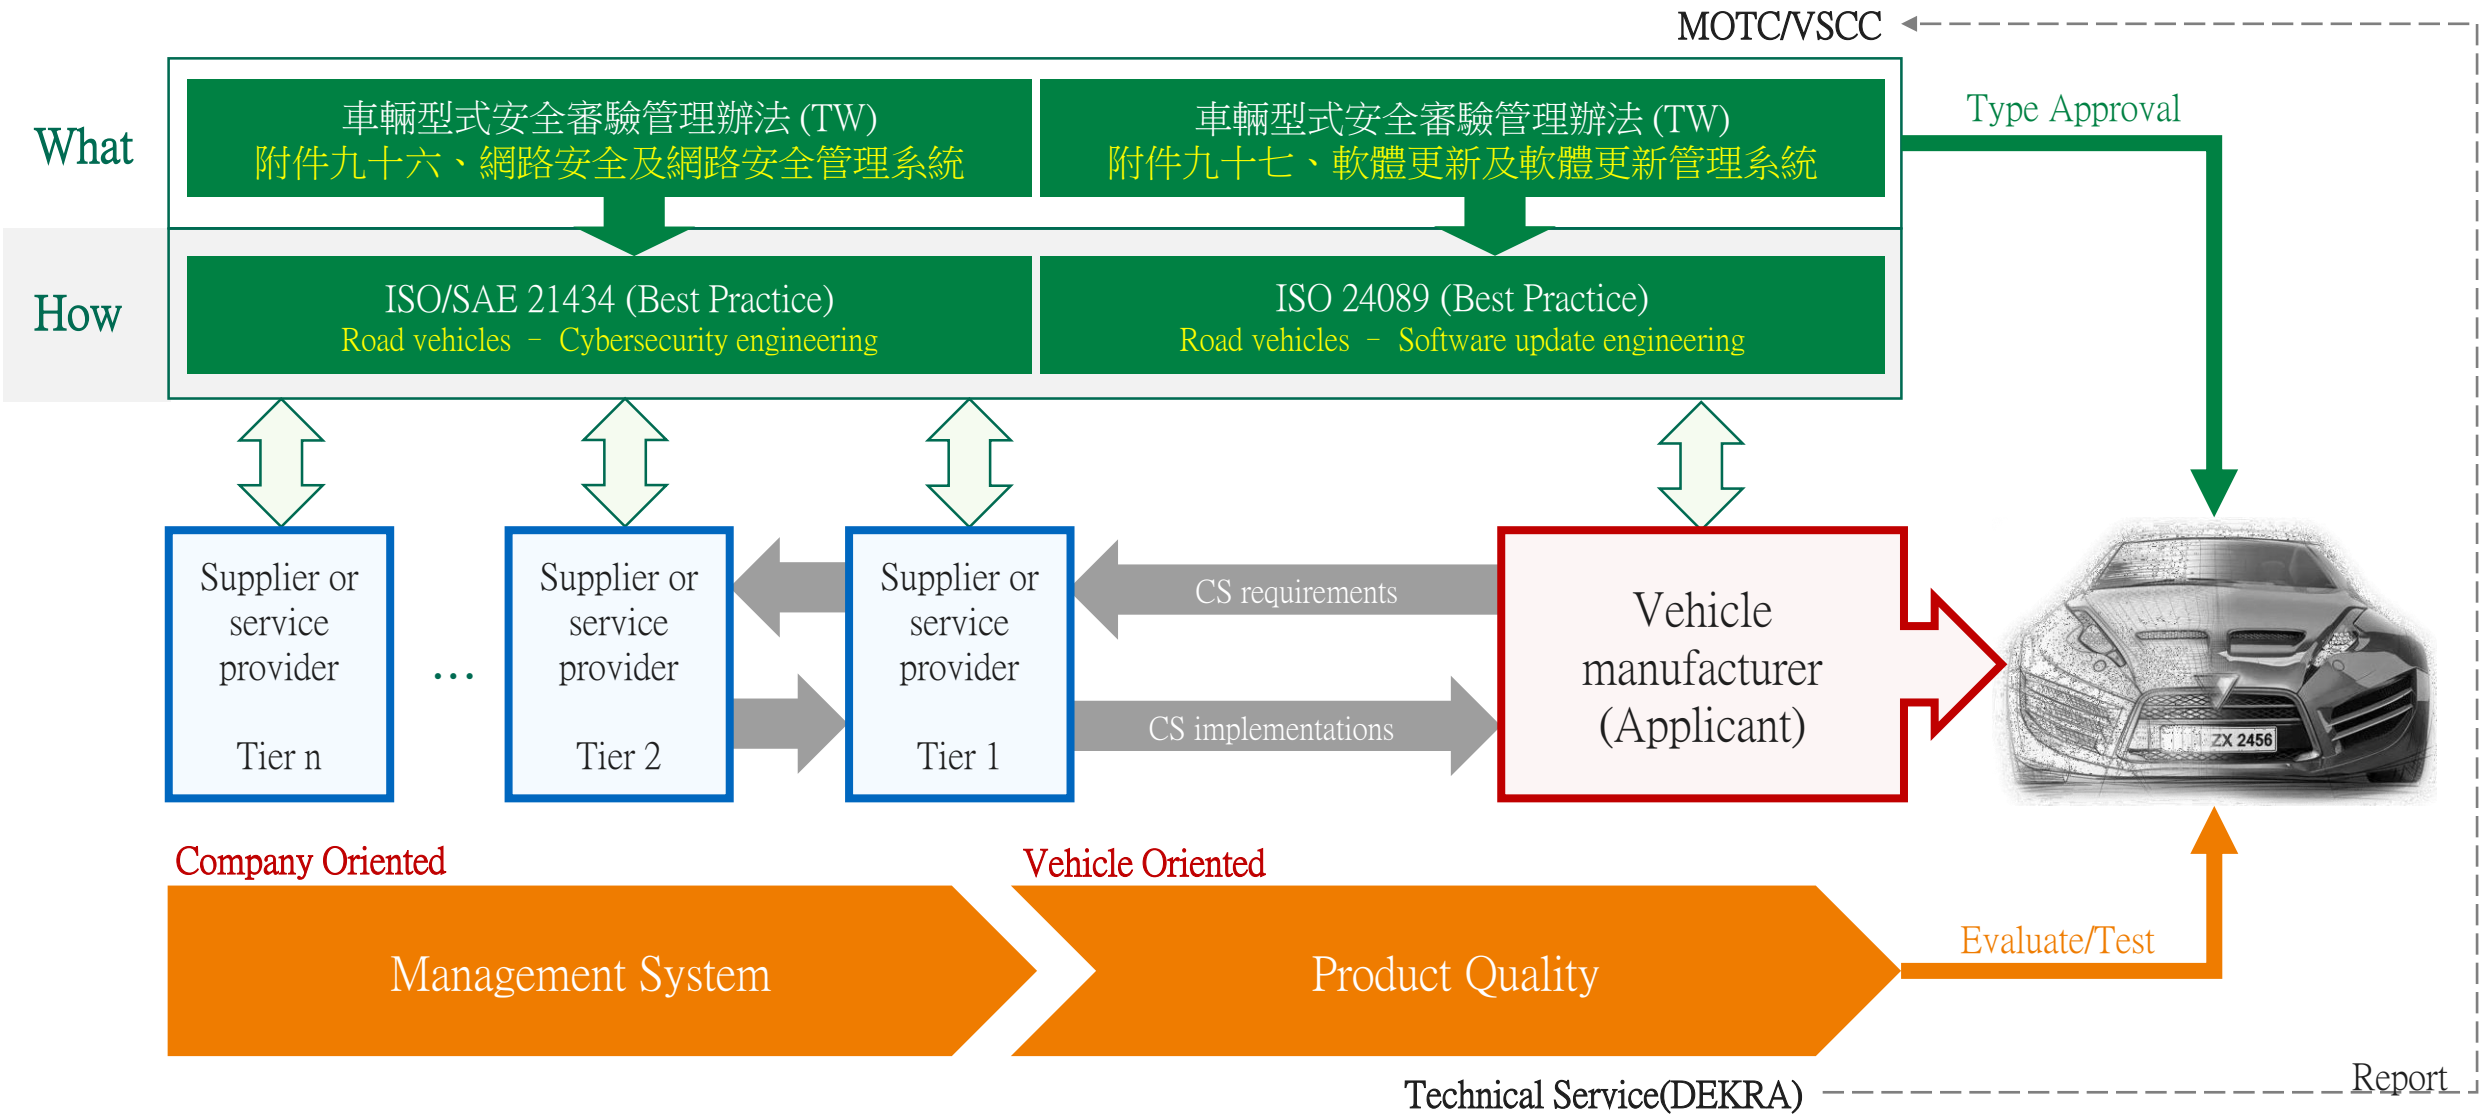 MOTC/VSCC
What
車輛型式安全審驗管理辦法 (TW)
附件九十六、網路安全及網路安全管理系統
車輛型式安全審驗管理辦法 (TW)
附件九十七、軟體更新及軟體更新管理系統
Type Approval
How
ISO/SAE 21434 (Best Practice)
Road vehicles － Cybersecurity engineering
ISO 24089 (Best Practice)
Road vehicles － Software update engineering
Supplier or
service
provider
Tier n
…
Supplier or
service
provider
Tier 2
Supplier or
service
provider
Tier 1
CS requirements
CS implementations
Vehicle
manufacturer
(Applicant)
ZX 2456
Company Oriented
Vehicle Oriented
Management System
Product Quality
Evaluate/Test
Technical Service(DEKRA)
Report